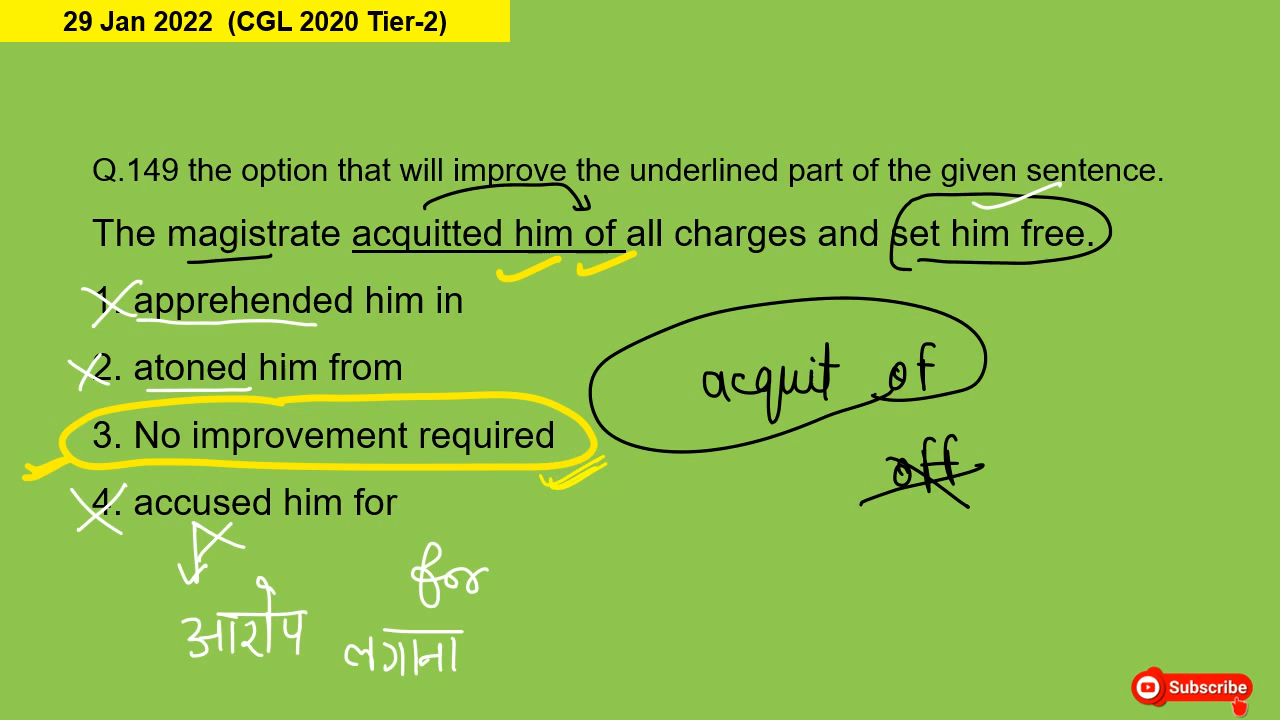 29 Jan 2022 (CGL 2020 Tier-2)
Q.149 the option that will improve the underlined part of the given sentence.
The magistrate acquitted him of all charges and set him free.
1. apprehended him in
2. atoned him from
3. No improvement required
4. accused him for
acquit of
off
for
आरोप लगाना
Subscribe